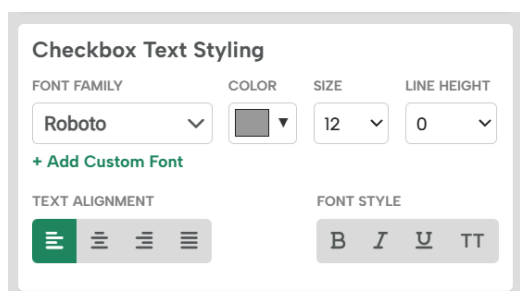 Checkbox Text Styling
FONT FAMILY COLOR SIZE LINE HEIGHT
Roboto 12 0
+ Add Custom Font
TEXT ALIGNMENT FONT STYLE
B I U TT